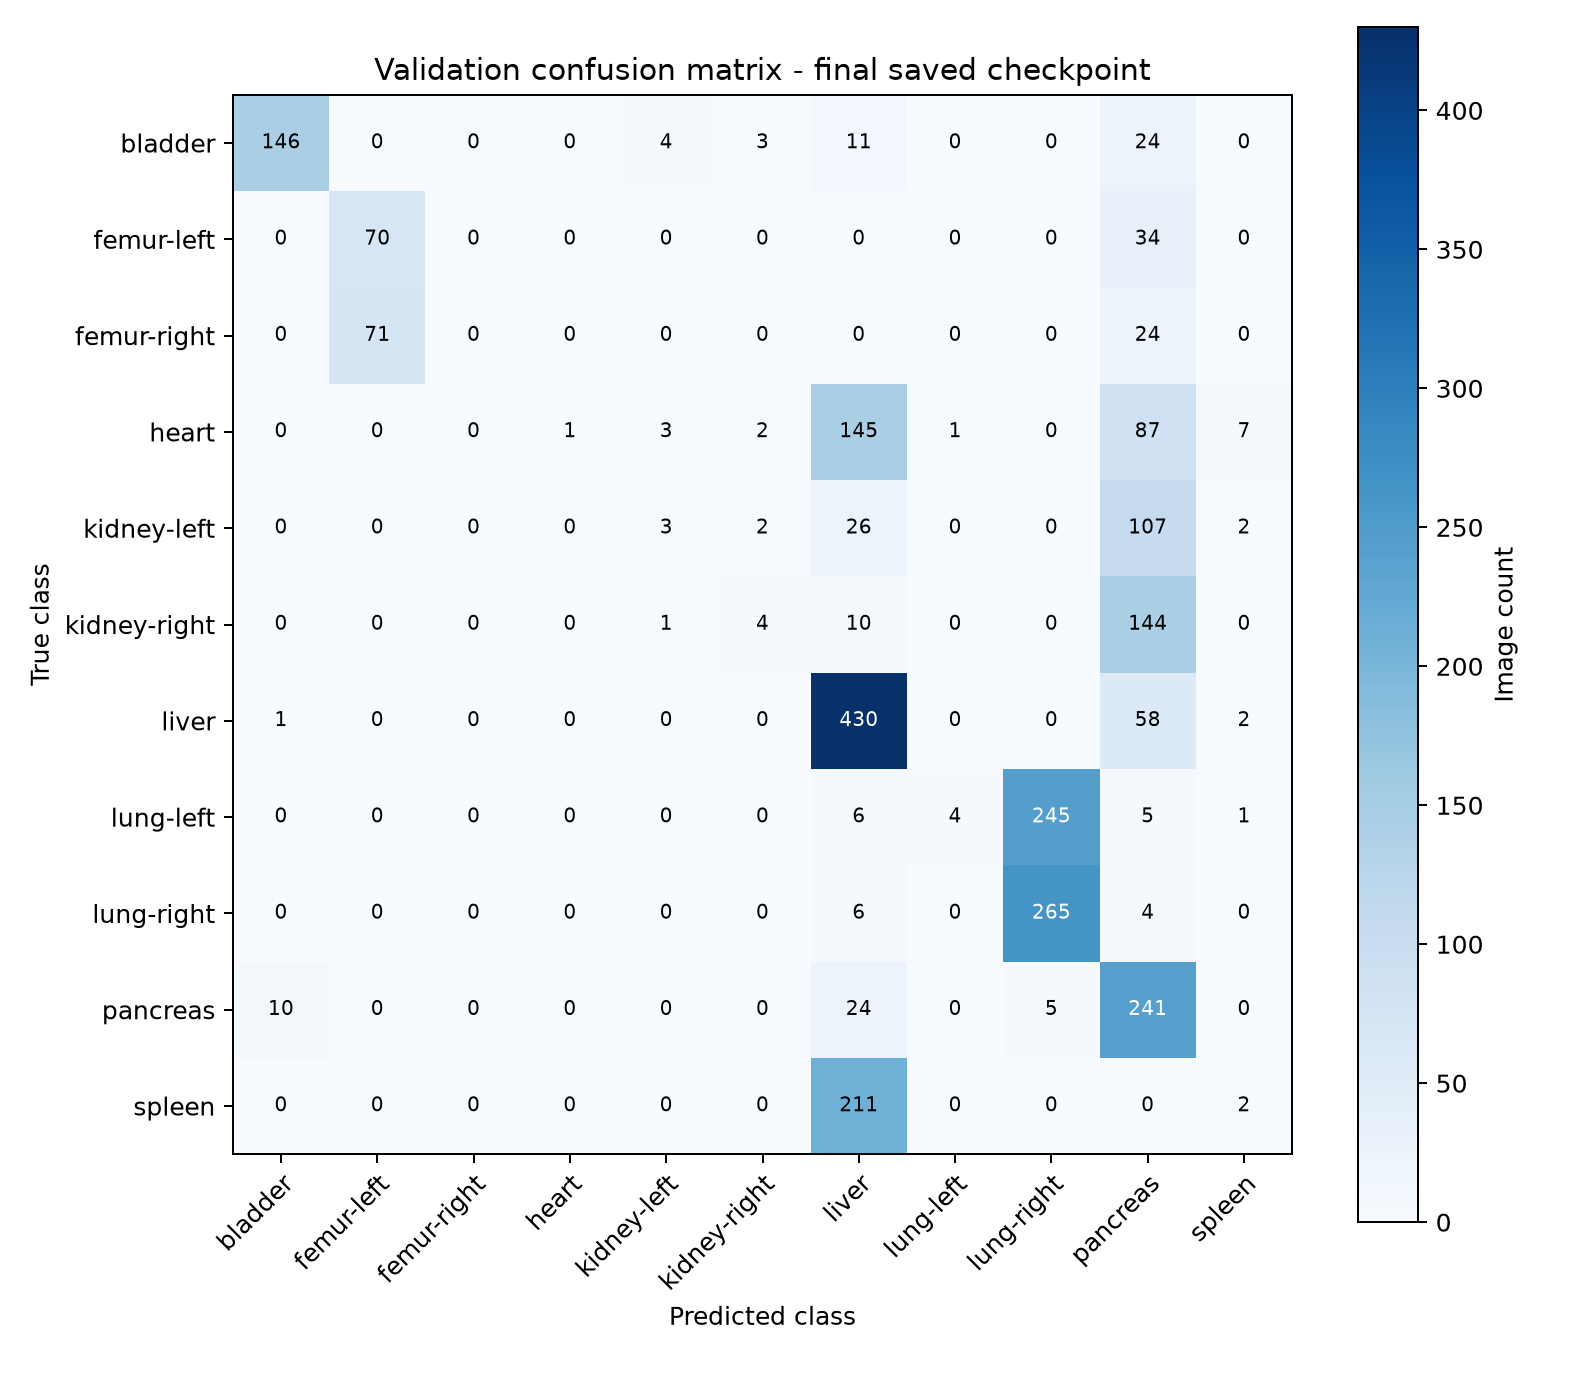 Validation confusion matrix - final saved checkpoint
bladder 146 0 0 0 4 3 11 0 0 24 0
femur-left 0 70 0 0 0 0 0 0 0 34 0
femur-right 0 71 0 0 0 0 0 0 0 24 0
heart 0 0 0 1 3 2 145 1 0 87 7
kidney-left 0 0 0 0 3 2 26 0 0 107 2
kidney-right 0 0 0 0 1 4 10 0 0 144 0
liver 1 0 0 0 0 0 430 0 0 58 2
lung-left 0 0 0 0 0 0 6 4 245 5 1
lung-right 0 0 0 0 0 0 6 0 265 4 0
pancreas 10 0 0 0 0 0 24 0 5 241 0
spleen 0 0 0 0 0 0 211 0 0 0 2
bladder femur-left femur-right heart kidney-left kidney-right liver lung-left lung-right pancreas spleen
Predicted class
True class
400
350
300
250
200
150
100
50
0
Image count